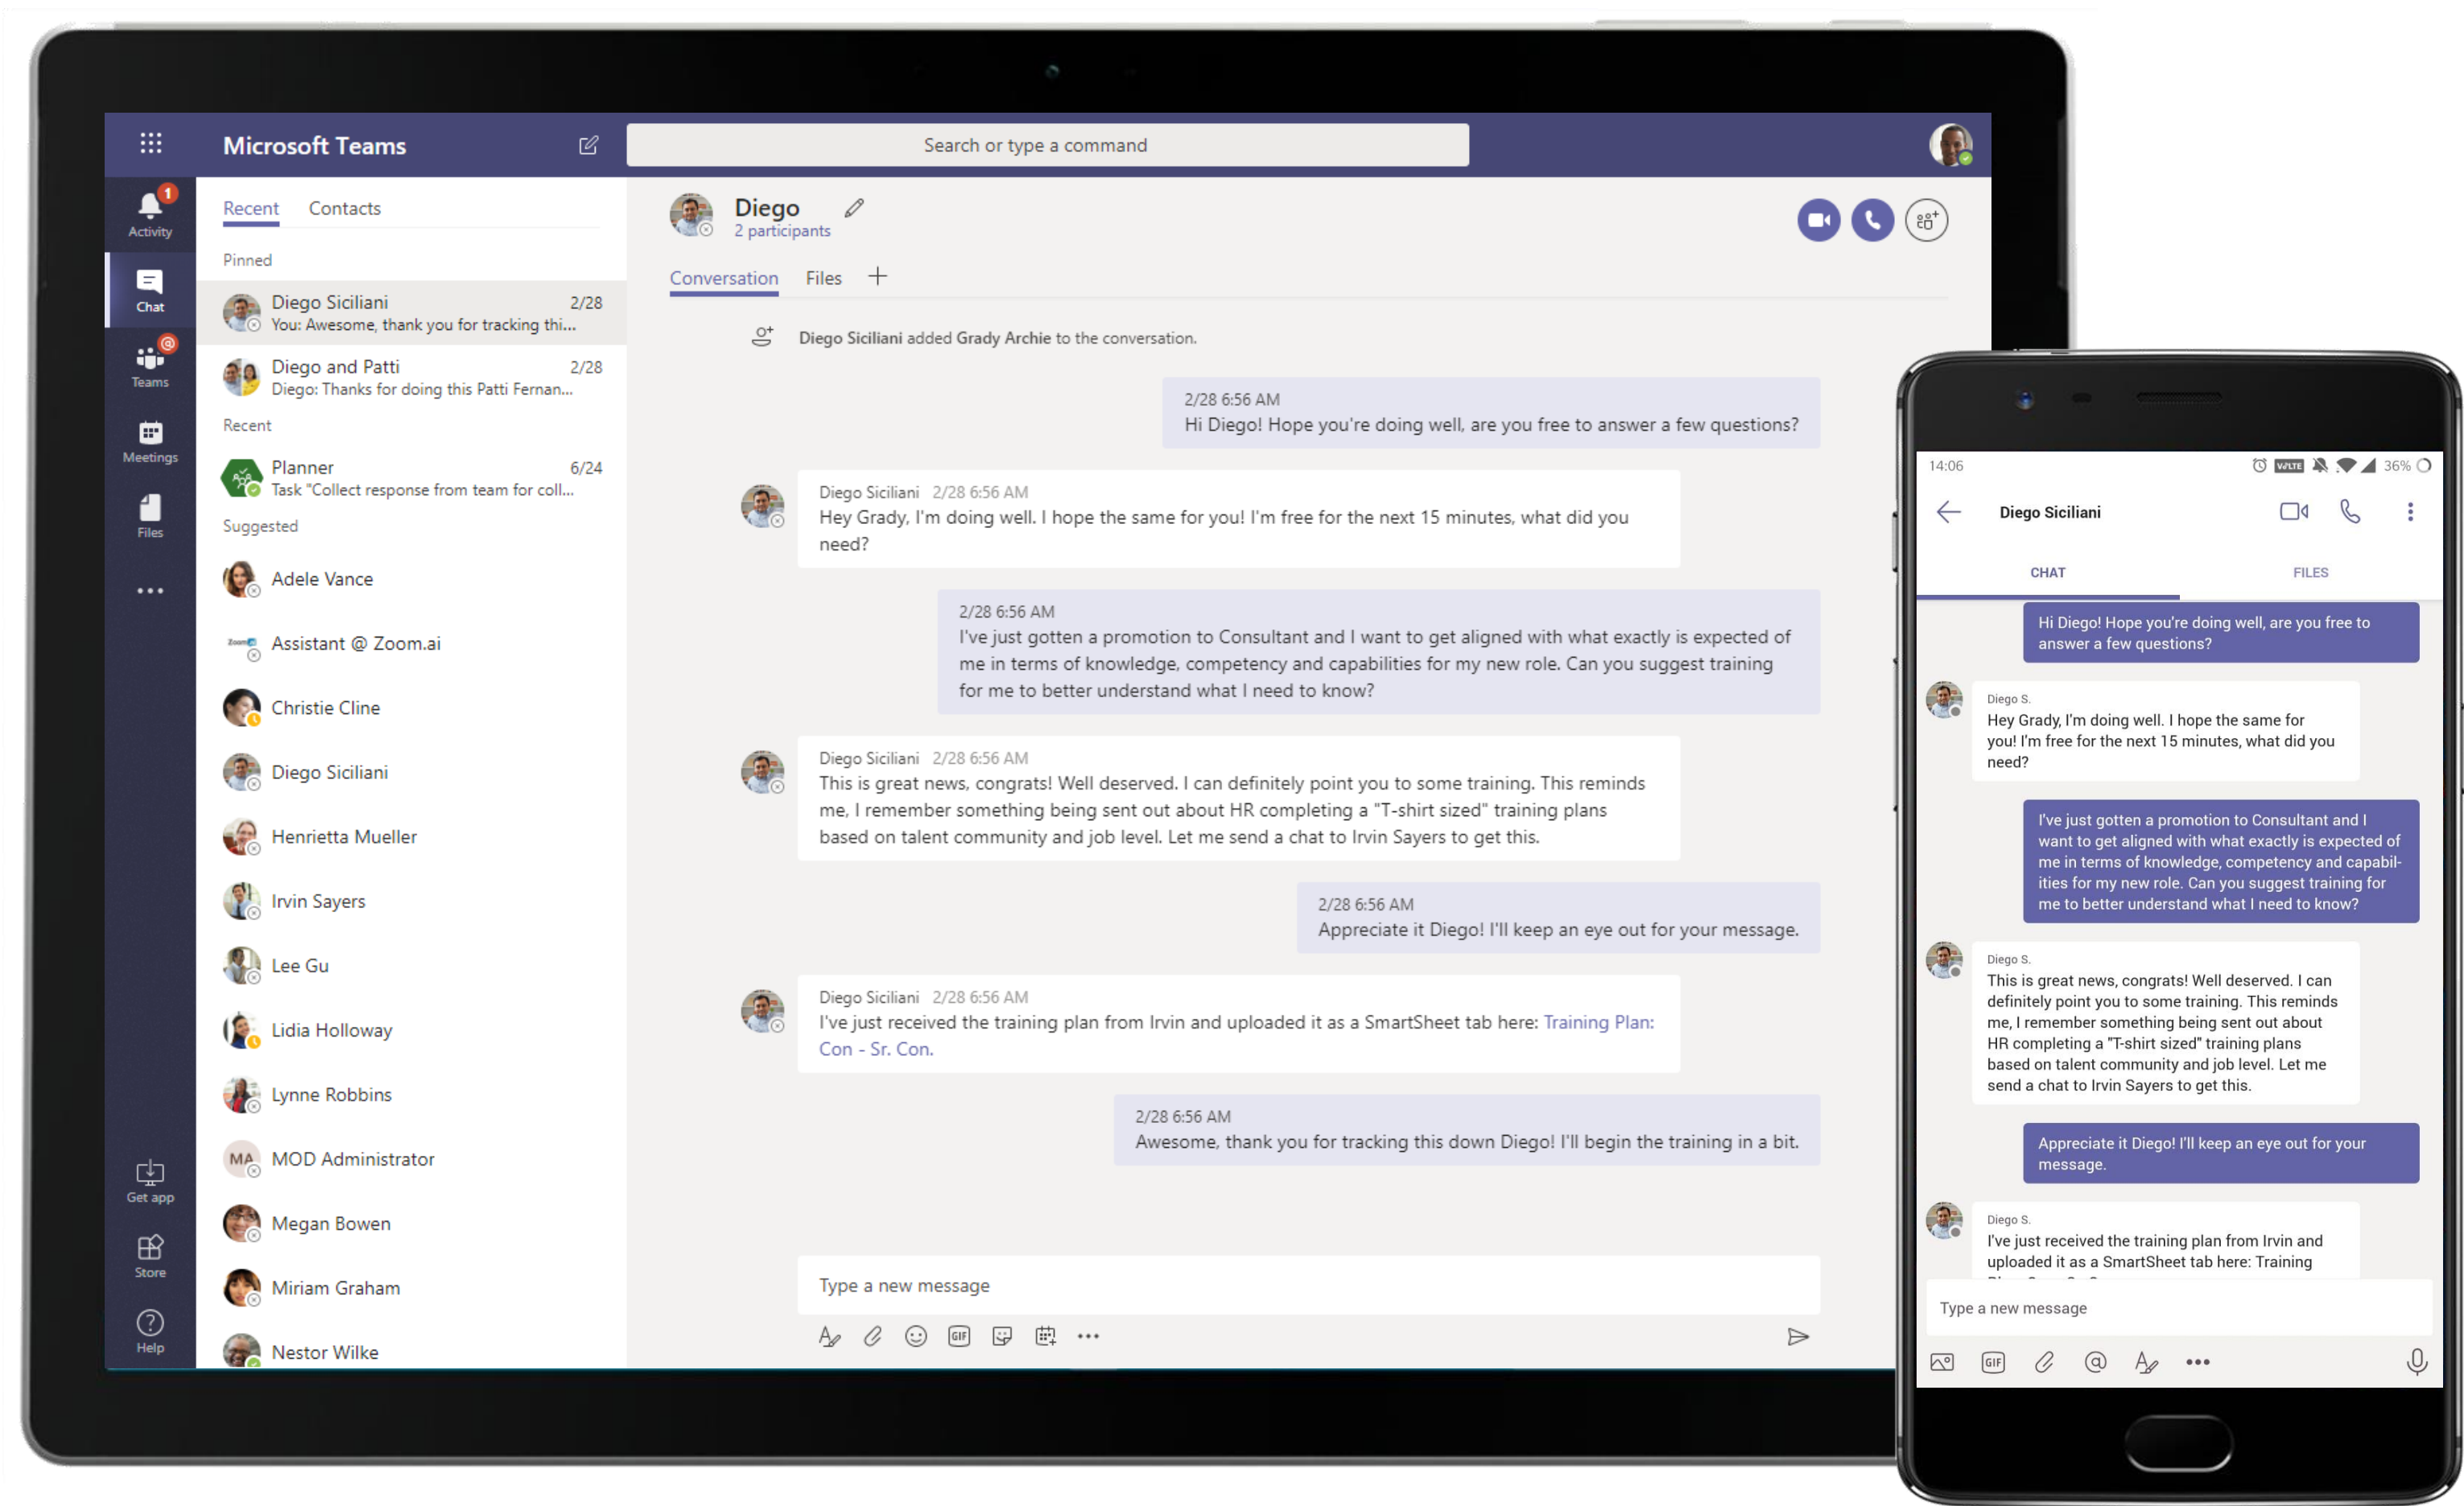 Microsoft Teams
Search or type a command
1
Activity
Chat
@
Teams
Meetings
Files
Get app
Store
Help
Recent Contacts
Pinned
Diego Siciliani 2/28
You: Awesome, thank you for tracking thi...
Diego and Patti 2/28
Diego: Thanks for doing this Patti Fernan...
Recent
Planner 6/24
Task "Collect response from team for coll...
Suggested
Adele Vance
zoom
Assistant @ Zoom.ai
Christie Cline
Diego Siciliani
Henrietta Mueller
Irvin Sayers
Lee Gu
Lidia Holloway
Lynne Robbins
MA
MOD Administrator
Megan Bowen
Miriam Graham
Nestor Wilke
Diego
2 participants
Conversation Files
Diego Siciliani added Grady Archie to the conversation.
2/28 6:56 AM
Hi Diego! Hope you're doing well, are you free to answer a few questions?
Diego Siciliani 2/28 6:56 AM
Hey Grady, I'm doing well. I hope the same for you! I'm free for the next 15 minutes, what did you
need?
2/28 6:56 AM
I've just gotten a promotion to Consultant and I want to get aligned with what exactly is expected of
me in terms of knowledge, competency and capabilities for my new role. Can you suggest training
for me to better understand what I need to know?
Diego Siciliani 2/28 6:56 AM
This is great news, congrats! Well deserved. I can definitely point you to some training. This reminds
me, I remember something being sent out about HR completing a "T-shirt sized" training plans
based on talent community and job level. Let me send a chat to Irvin Sayers to get this.
2/28 6:56 AM
Appreciate it Diego! I'll keep an eye out for your message.
Diego Siciliani 2/28 6:56 AM
I've just received the training plan from Irvin and uploaded it as a SmartSheet tab here: Training Plan:
Con - Sr. Con.
2/28 6:56 AM
Awesome, thank you for tracking this down Diego! I'll begin the training in a bit.
Type a new message
GIF
14:06 VoLTE 36%
Diego Siciliani
CHAT FILES
Hi Diego! Hope you're doing well, are you free to
answer a few questions?
Diego S.
Hey Grady, I'm doing well. I hope the same for
you! I'm free for the next 15 minutes, what did you
need?
I've just gotten a promotion to Consultant and I
want to get aligned with what exactly is expected of
me in terms of knowledge, competency and capabil-
ities for my new role. Can you suggest training for
me to better understand what I need to know?
Diego S.
This is great news, congrats! Well deserved. I can
definitely point you to some training. This reminds
me, I remember something being sent out about
HR completing a "T-shirt sized" training plans
based on talent community and job level. Let me
send a chat to Irvin Sayers to get this.
Appreciate it Diego! I'll keep an eye out for your
message.
Diego S.
I've just received the training plan from Irvin and
uploaded it as a SmartSheet tab here: Training
Type a new message
GIF @